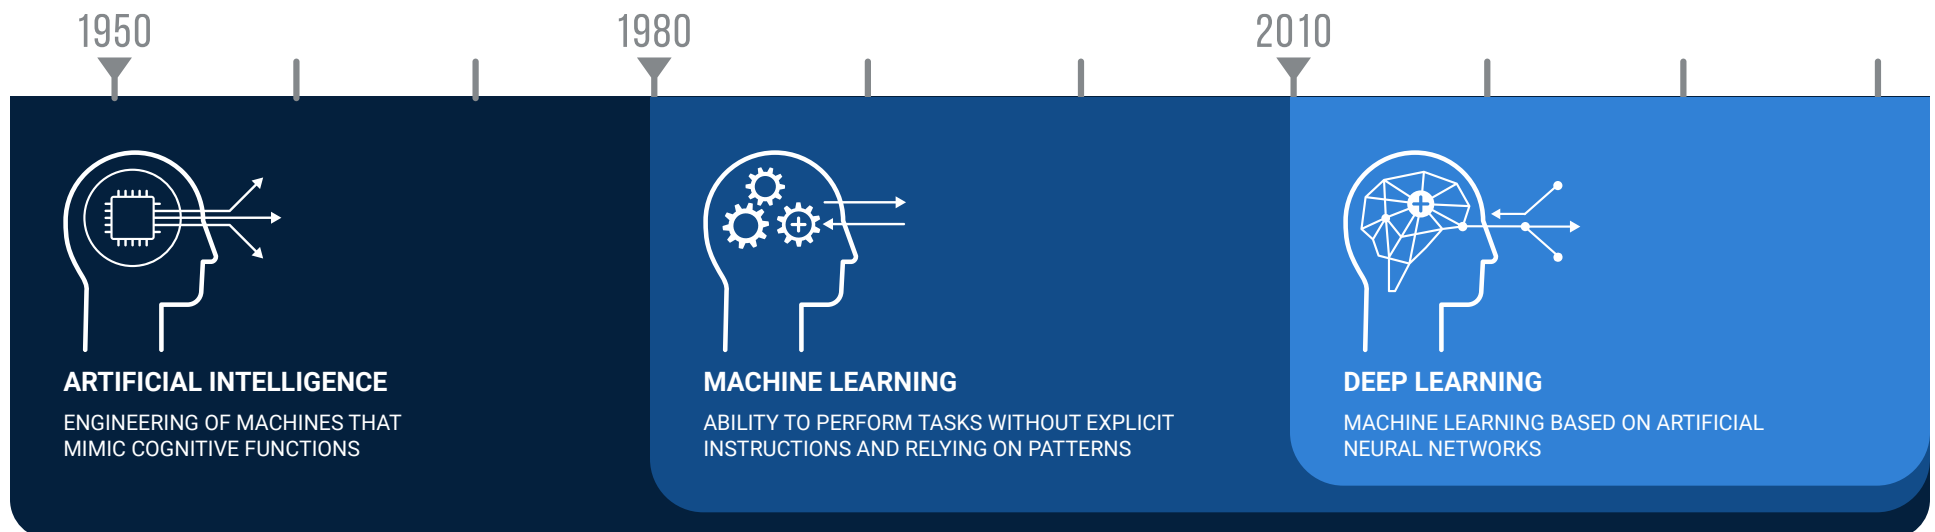 1950
1980
2010
ARTIFICIAL INTELLIGENCE
ENGINEERING OF MACHINES THAT
MIMIC COGNITIVE FUNCTIONS
MACHINE LEARNING
ABILITY TO PERFORM TASKS WITHOUT EXPLICIT
INSTRUCTIONS AND RELYING ON PATTERNS
DEEP LEARNING
MACHINE LEARNING BASED ON ARTIFICIAL
NEURAL NETWORKS